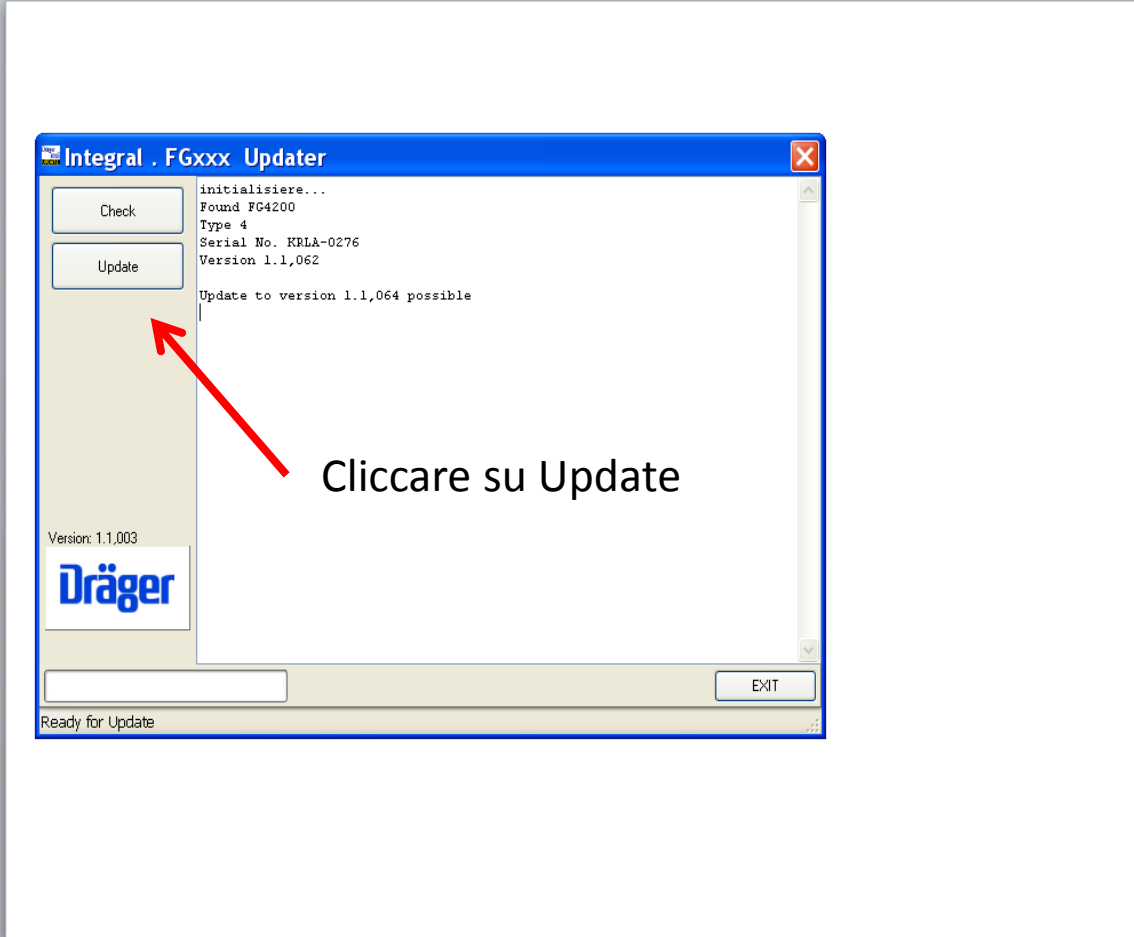 Integral . FGxxx Updater
Check
Update
initialisiere...
Found FG4200
Type 4
Serial No. KRLA-0276
Version 1.1,062
Update to version 1.1,064 possible
Cliccare su Update
Version: 1.1,003
Dräger
EXIT
Ready for Update